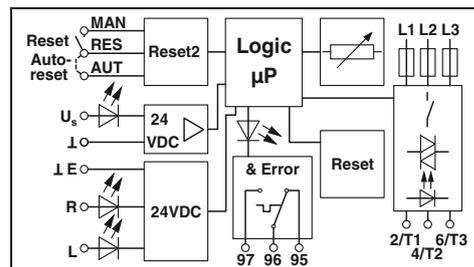 MAN
L1 L2 L3
Reset
RES
Auto-
reset
AUT
Reset2
Logic
µP
Us
⊥
24
VDC
⊥ E
R
L
24VDC
& Error
Reset
97 96 95
2/T1 6/T3
4/T2